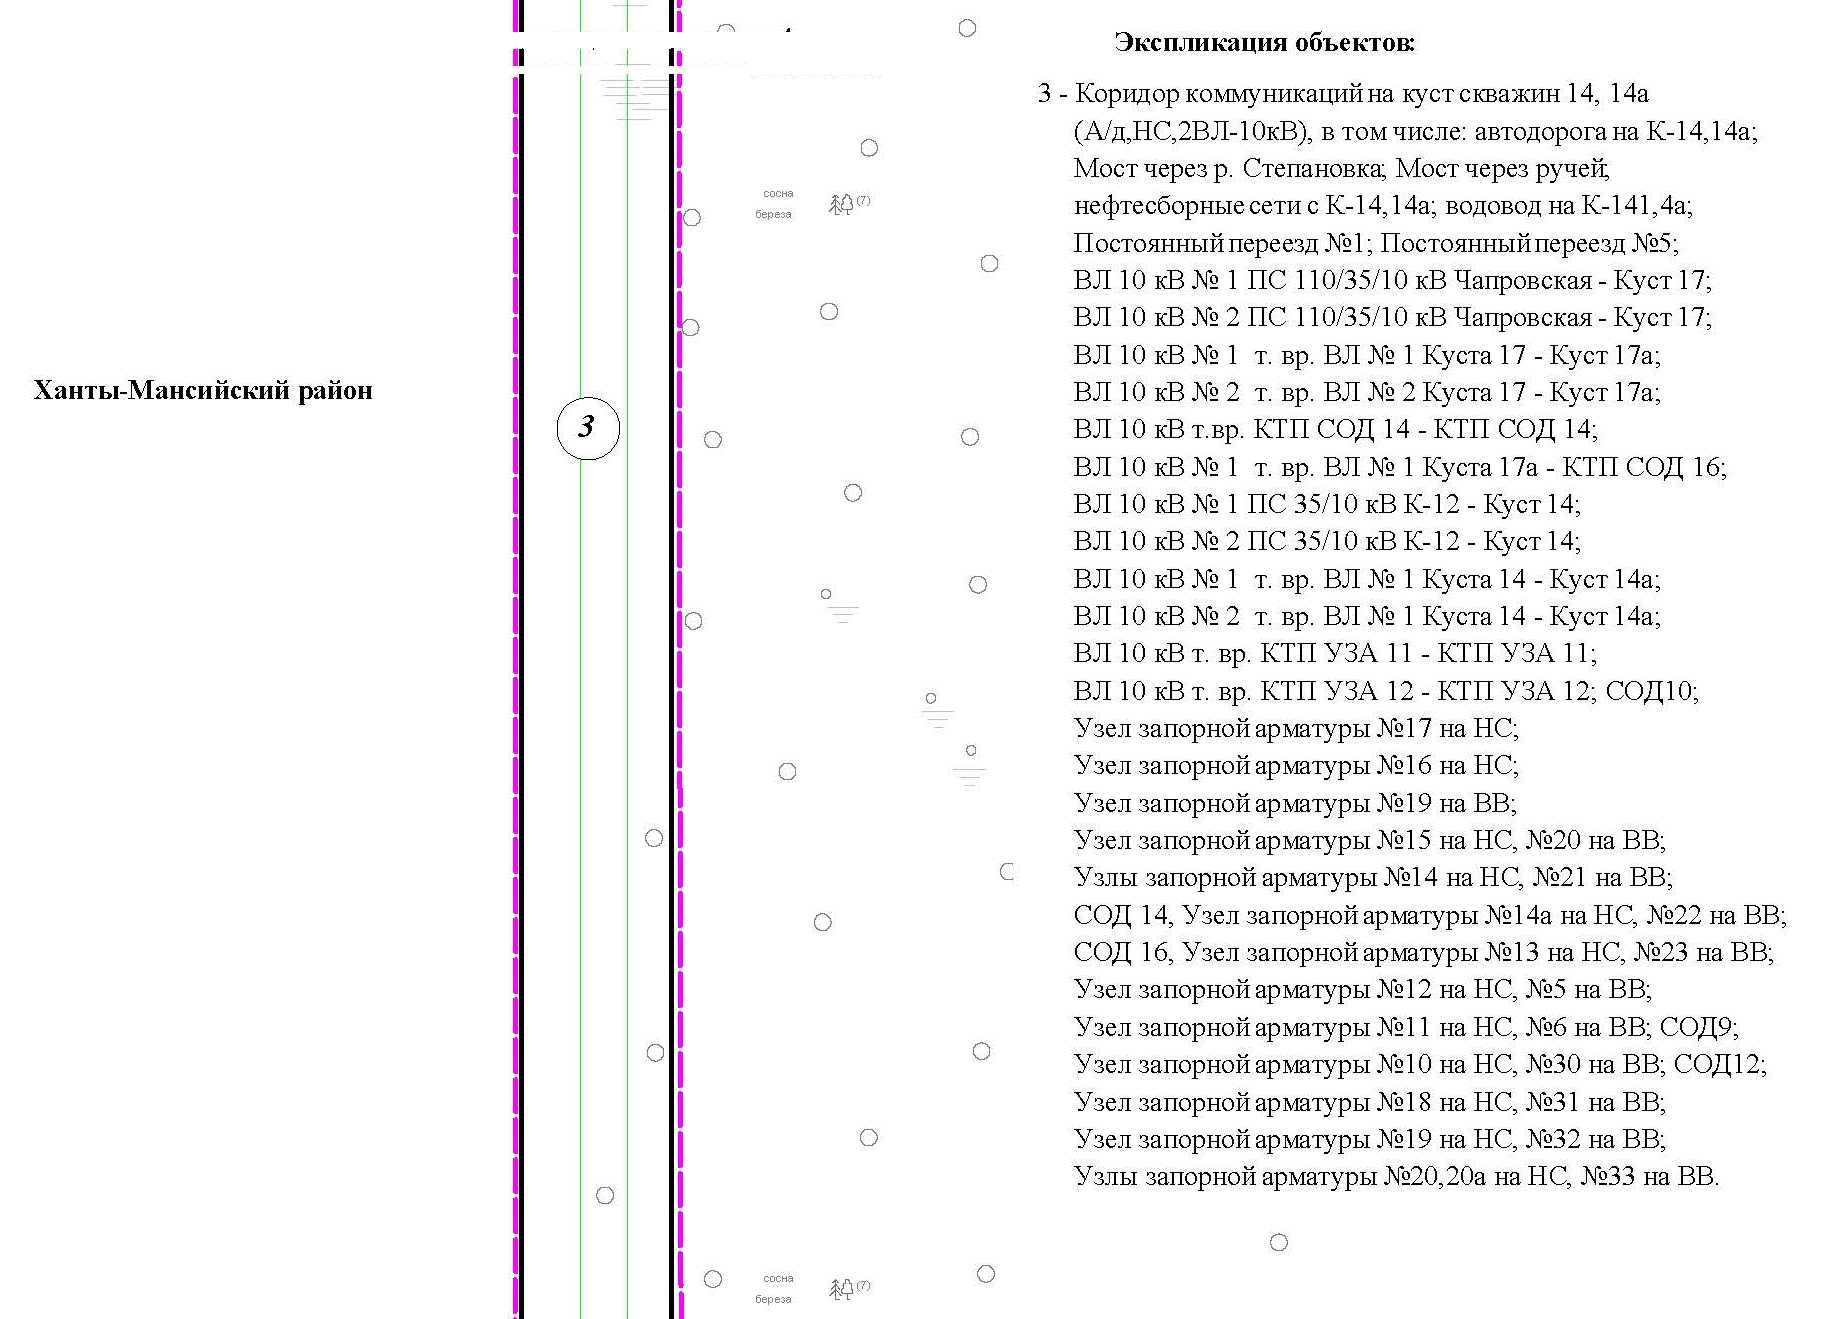 Экспликация объектов:
3 - Коридор коммуникаций на куст скважин 14, 14а
(А/д,НС,2ВЛ-10кВ), в том числе: автодорога на К-14,14а;
Мост через р. Степановка; Мост через ручей;
нефтесборные сети с К-14,14а; водовод на К-141,4а;
Постоянный переезд №1; Постоянный переезд №5;
ВЛ 10 кВ № 1 ПС 110/35/10 кВ Чапровская - Куст 17;
ВЛ 10 кВ № 2 ПС 110/35/10 кВ Чапровская - Куст 17;
ВЛ 10 кВ № 1 т. вр. ВЛ № 1 Куста 17 - Куст 17а;
ВЛ 10 кВ № 2 т. вр. ВЛ № 2 Куста 17 - Куст 17а;
ВЛ 10 кВ т.вр. КТП СОД 14 - КТП СОД 14;
ВЛ 10 кВ № 1 т. вр. ВЛ № 1 Куста 17а - КТП СОД 16;
ВЛ 10 кВ № 1 ПС 35/10 кВ К-12 - Куст 14;
ВЛ 10 кВ № 2 ПС 35/10 кВ К-12 - Куст 14;
ВЛ 10 кВ № 1 т. вр. ВЛ № 1 Куста 14 - Куст 14а;
ВЛ 10 кВ № 2 т. вр. ВЛ № 1 Куста 14 - Куст 14а;
ВЛ 10 кВ т. вр. КТП УЗА 11 - КТП УЗА 11;
ВЛ 10 кВ т. вр. КТП УЗА 12 - КТП УЗА 12; СОД10;
Узел запорной арматуры №17 на НС;
Узел запорной арматуры №16 на НС;
Узел запорной арматуры №19 на ВВ;
Узел запорной арматуры №15 на НС, №20 на ВВ;
Узлы запорной арматуры №14 на НС, №21 на ВВ;
СОД 14, Узел запорной арматуры №14а на НС, №22 на ВВ;
СОД 16, Узел запорной арматуры №13 на НС, №23 на ВВ;
Узел запорной арматуры №12 на НС, №5 на ВВ;
Узел запорной арматуры №11 на НС, №6 на ВВ; СОД9;
Узел запорной арматуры №10 на НС, №30 на ВВ; СОД12;
Узел запорной арматуры №18 на НС, №31 на ВВ;
Узел запорной арматуры №19 на НС, №32 на ВВ;
Узлы запорной арматуры №20,20а на НС, №33 на ВВ.
Ханты-Мансийский район
3
сосна
береза
(7)
сосна
береза
(7)